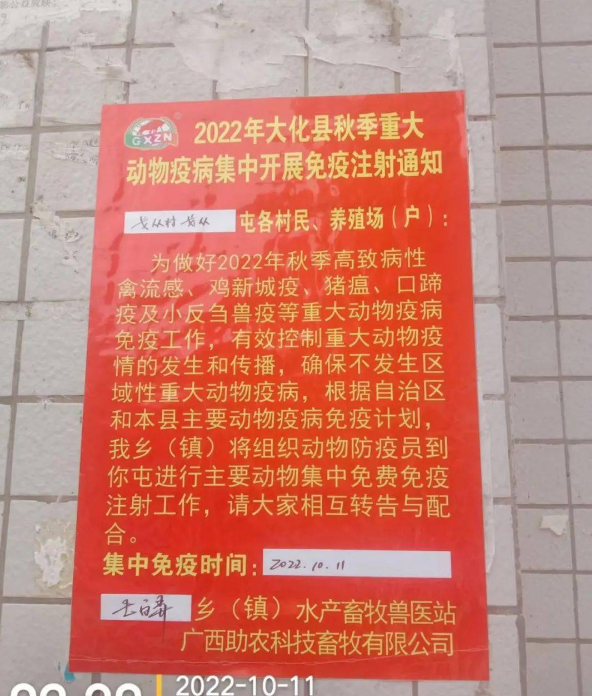 GXZN
2022年大化县秋季重大
动物疫病集中开展免疫注射通知
屯各村民、养殖场（户）:
为做好2022年秋季高致病性
禽流感、鸡新城疫、猪瘟、口蹄
疫及小反刍兽疫等重大动物疫病
免疫工作，有效控制重大动物疫
情的发生和传播，确保不发生区
域性重大动物疫病，根据自治区
和本县主要动物疫病免疫计划，
我乡（镇）将组织动物防疫员到
你屯进行主要动物集中免费免疫
注射工作，请大家相互转告与配
合。
集中免疫时间: 2022.10.11
乡（镇）水产畜牧兽医站
广西助农科技畜牧有限公司
2022-10-11